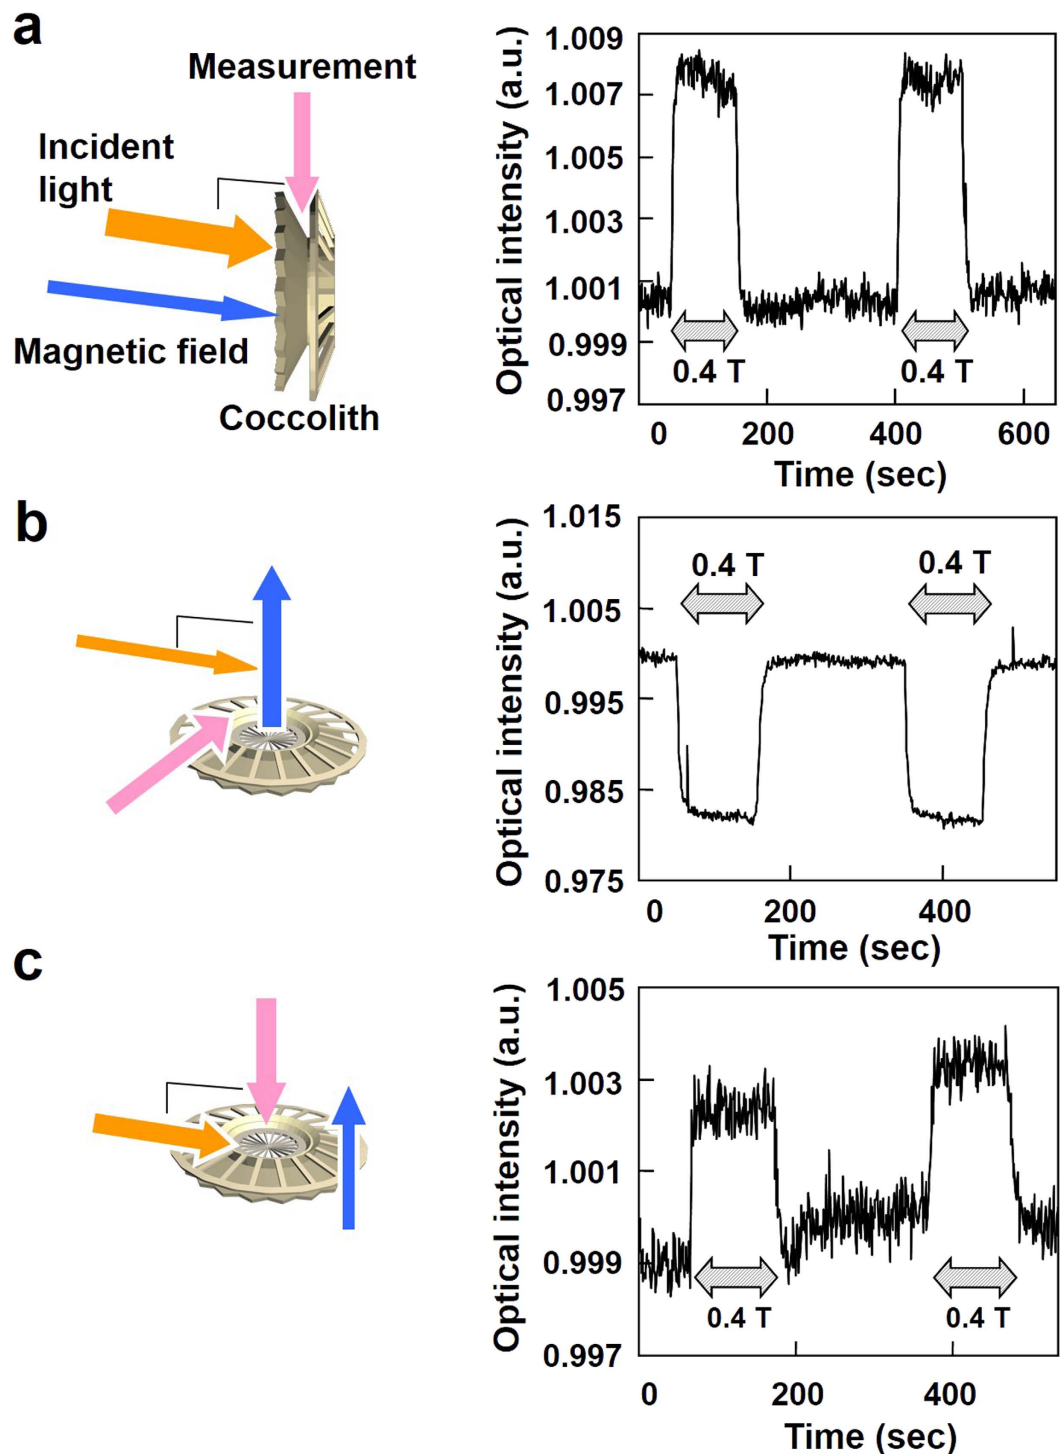 a
Measurement
Incident
light
Magnetic field
Coccolith
Optical intensity (a.u.)
1.009
1.007
1.005
1.003
1.001
0.999
0.997
0.4 T
0.4 T
0
200
400
600
Time (sec)
b
Optical intensity (a.u.)
1.015
1.005
0.995
0.985
0.975
0.4 T
0.4 T
0
200
400
Time (sec)
c
Optical intensity (a.u.)
1.005
1.003
1.001
0.999
0.997
0.4 T
0.4 T
0
200
400
Time (sec)